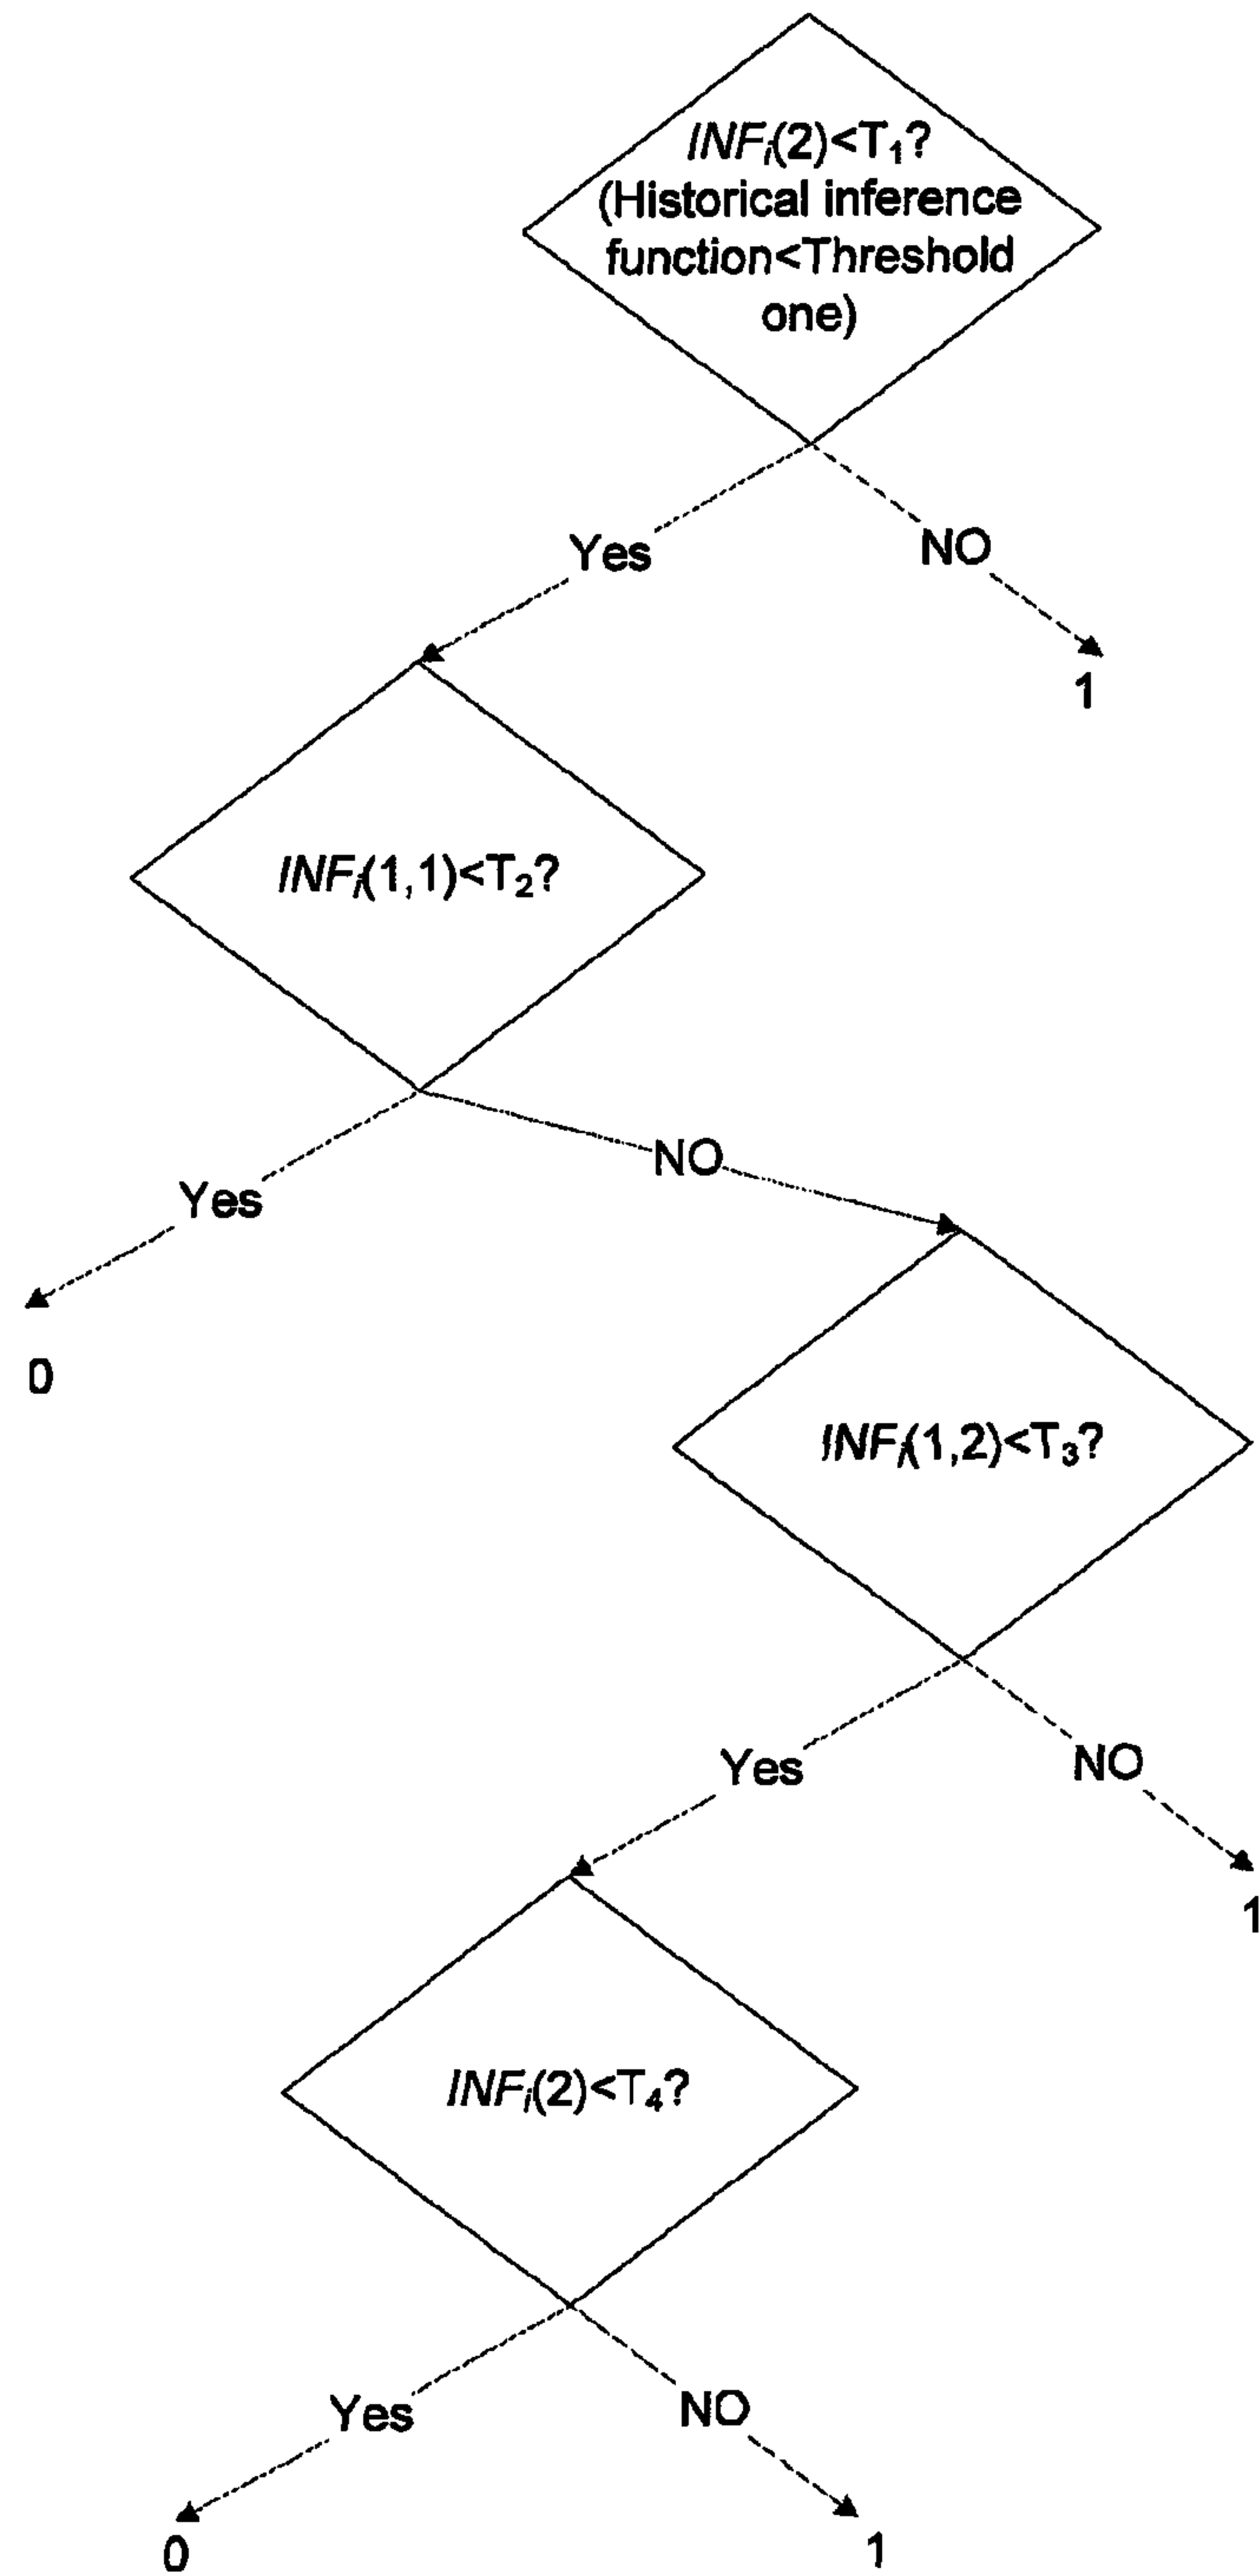 INFi(2)<T1?
(Historical inference
function<Threshold
one)
Yes
NO
1
INFi(1,1)<T2?
Yes
NO
0
INFi(1,2)<T3?
Yes
NO
1
INFi(2)<T4?
Yes
NO
0
1